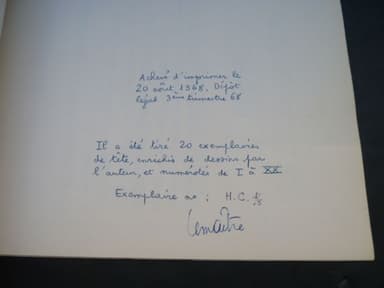 Achevé d'imprimer le
20 août 1968. Dépôt
légal 3ème trimestre 68
Il a été tiré 20 exemplaires
de tête, enrichis de dessins par
l'auteur, et numérotés de I à XX
Exemplaire no : H.C.
Lemaître